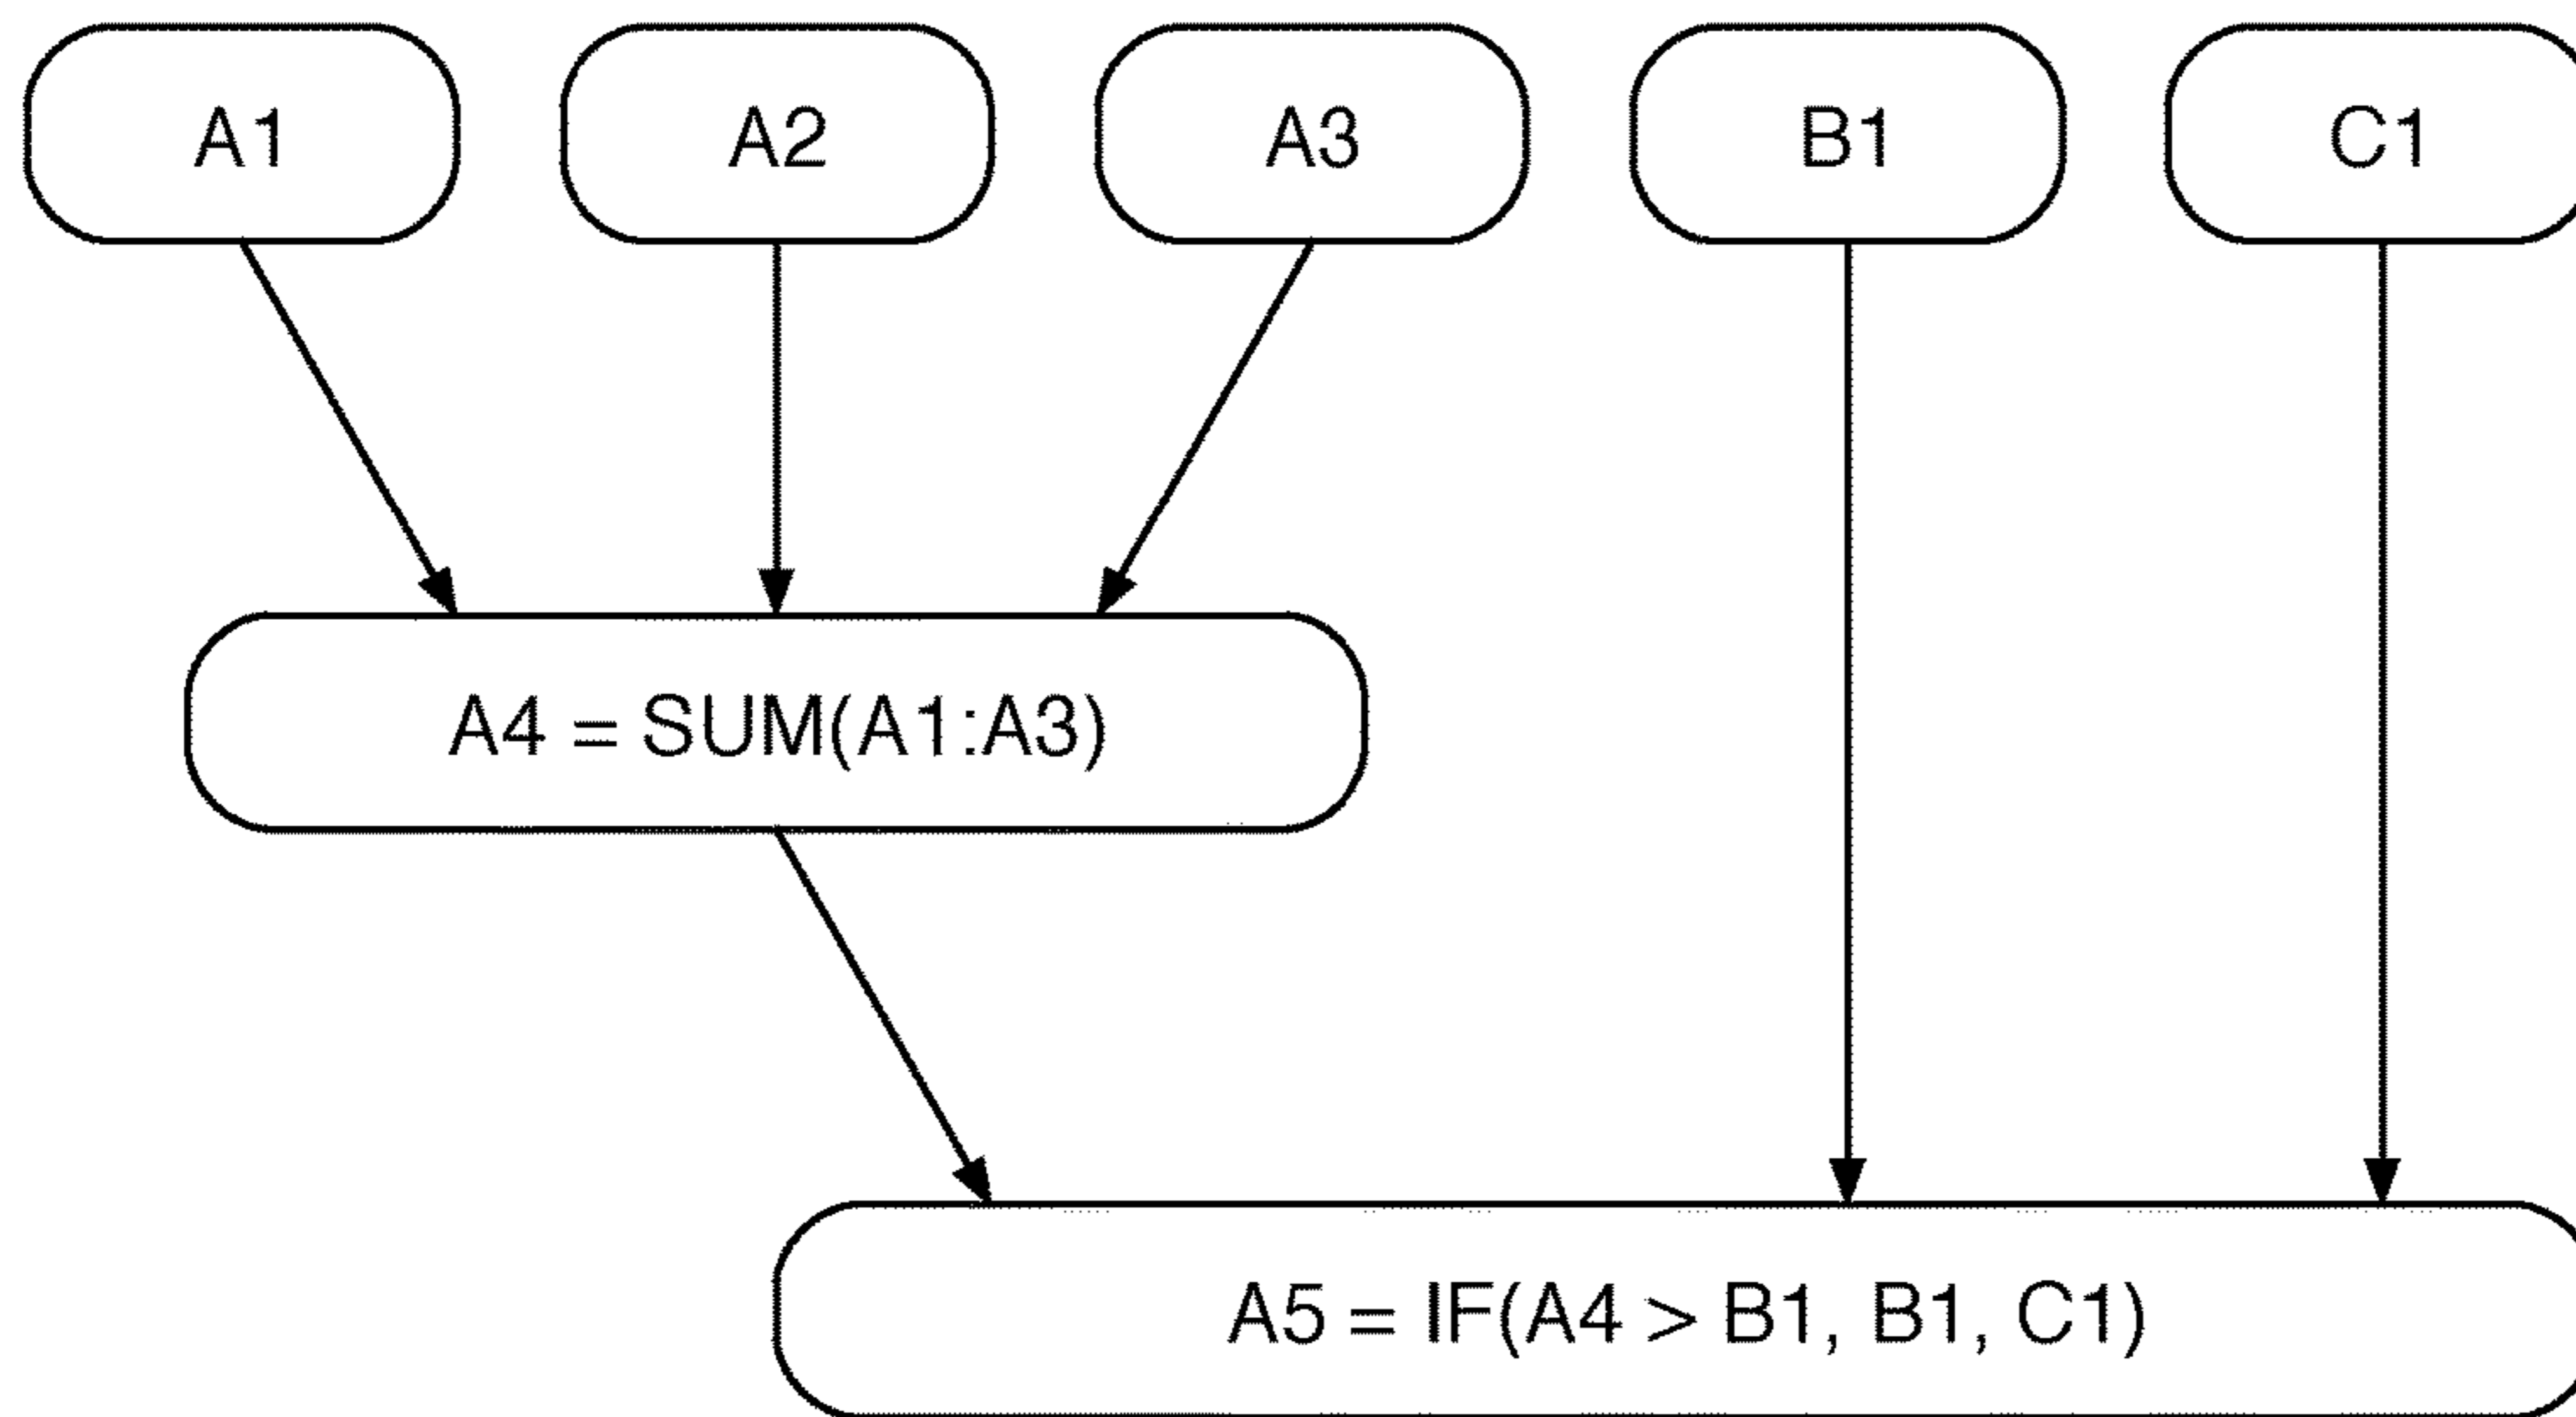 A1
A2
A3
B1
C1
A4 = SUM(A1:A3)
A5 = IF(A4 > B1, B1, C1)